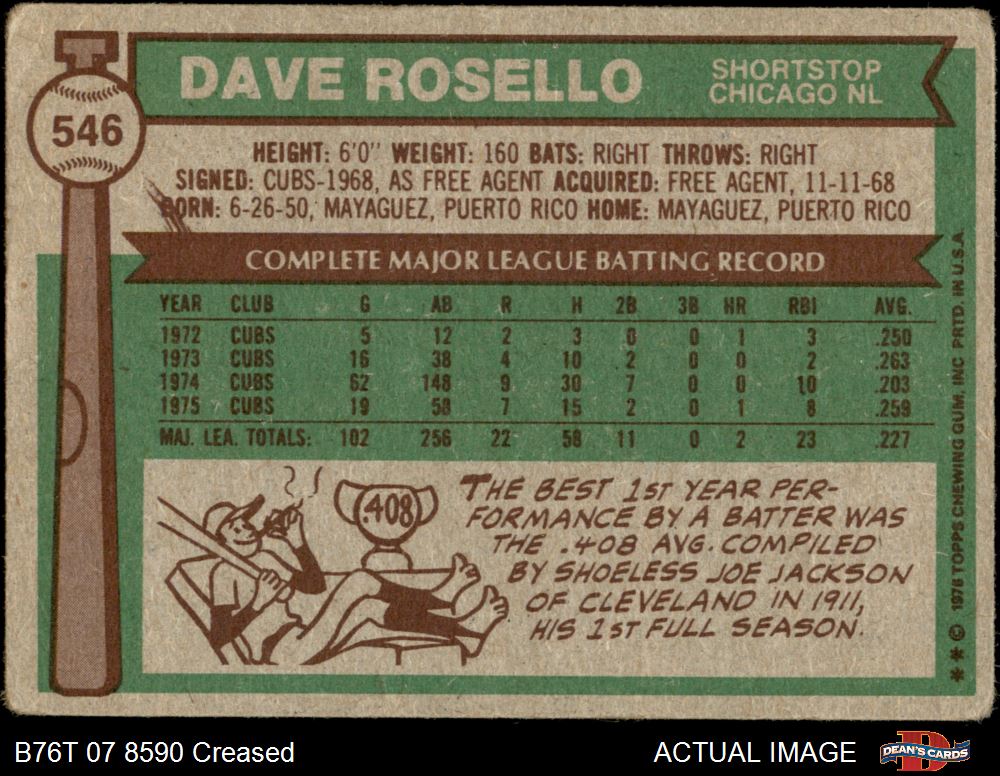 546
DAVE ROSELLO
SHORTSTOP
CHICAGO NL
HEIGHT: 6'0" WEIGHT: 160 BATS: RIGHT THROWS: RIGHT
SIGNED: CUBS-1968, AS FREE AGENT ACQUIRED: FREE AGENT, 11-11-68
BORN: 6-26-50, MAYAGUEZ, PUERTO RICO HOME: MAYAGUEZ, PUERTO RICO
COMPLETE MAJOR LEAGUE BATTING RECORD
YEAR CLUB G AB R H 2B 3B HR RBI AVG.
1972 CUBS 5 12 2 3 0 0 1 3 .250
1973 CUBS 16 38 4 10 2 0 0 2 .263
1974 CUBS 62 148 9 30 7 0 0 10 .203
1975 CUBS 19 58 7 15 2 0 1 8 .259
MAJ. LEA. TOTALS: 102 256 22 58 11 0 2 23 .227
.408
THE BEST 1ST YEAR PER-
FORMANCE BY A BATTER WAS
THE .408 AVG. COMPILED
BY SHOELESS JOE JACKSON
OF CLEVELAND IN 1911,
HIS 1ST FULL SEASON.
** © 1976 TOPPS CHEWING GUM, INC PRTD. IN U.S.A.
B76T 07 8590 Creased
ACTUAL IMAGE
D
DEAN'S CARDS